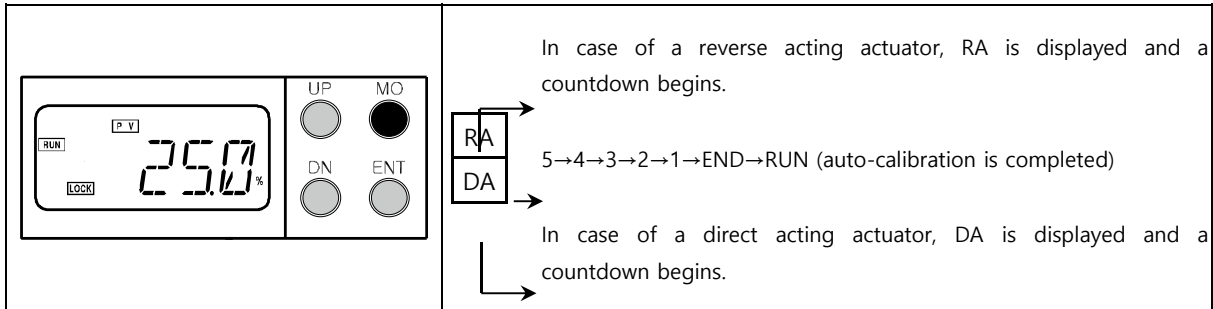 UP MO
P V
RUN
25.0 %
LOCK
DN ENT
RA
DA
In case of a reverse acting actuator, RA is displayed and a
countdown begins.
5→4→3→2→1→END→RUN (auto-calibration is completed)
In case of a direct acting actuator, DA is displayed and a
countdown begins.